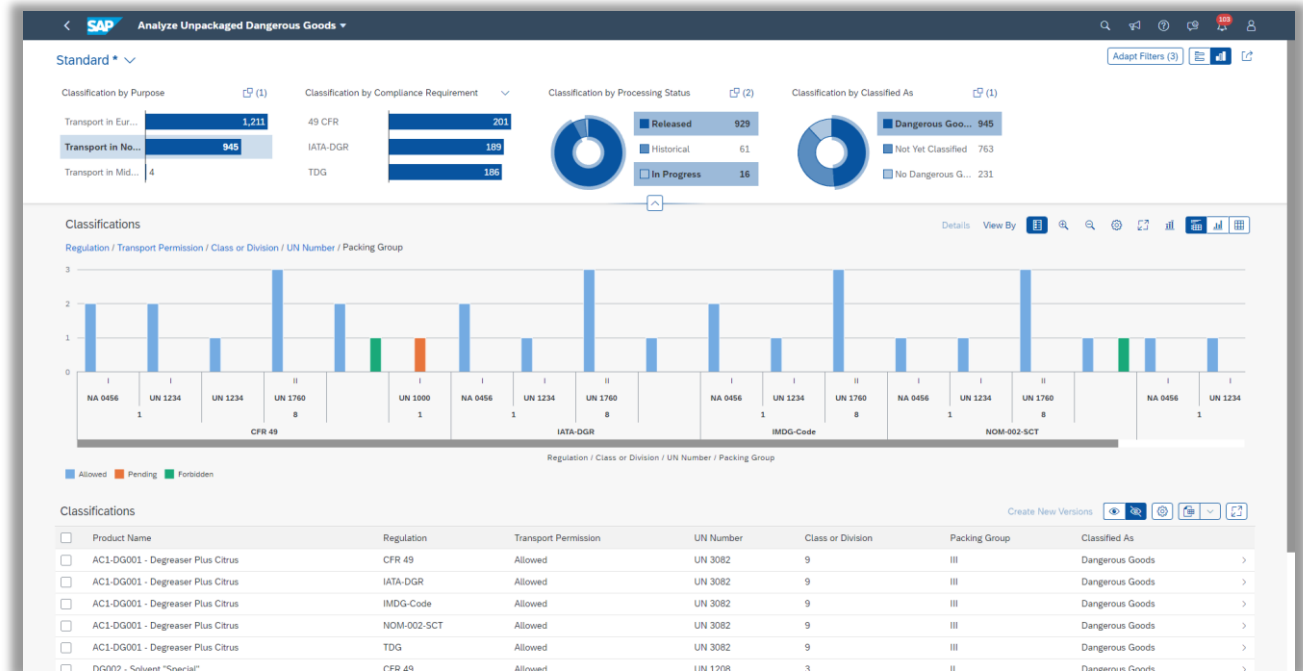 SAP Analyze Unpackaged Dangerous Goods
103
Standard *
Adapt Filters (3)
Classification by Purpose (1)
Transport in Eur... 1,211
Transport in No... 945
Transport in Mid... 4
Classification by Compliance Requirement
49 CFR 201
IATA-DGR 189
TDG 186
Classification by Processing Status (2)
Released 929
Historical 61
In Progress 16
Classification by Classified As (1)
Dangerous Goo... 945
Not Yet Classified 763
No Dangerous G... 231
Classifications
Details View By
Regulation / Transport Permission / Class or Division / UN Number / Packing Group
3
2
1
0
I I II I I I II I I II I I II I I
NA 0456 UN 1234 UN 1234 UN 1760 UN 1000 NA 0456 UN 1234 UN 1760 NA 0456 UN 1234 UN 1760 NA 0456 UN 1234 UN 1760 NA 0456 UN 1234
1 8 1 1 8 1 8 1 8 1
CFR 49 IATA-DGR IMDG-Code NOM-002-SCT
Regulation / Class or Division / UN Number / Packing Group
Allowed Pending Forbidden
Classifications
Create New Versions
Product Name Regulation Transport Permission UN Number Class or Division Packing Group Classified As
AC1-DG001 - Degreaser Plus Citrus CFR 49 Allowed UN 3082 9 III Dangerous Goods
AC1-DG001 - Degreaser Plus Citrus IATA-DGR Allowed UN 3082 9 III Dangerous Goods
AC1-DG001 - Degreaser Plus Citrus IMDG-Code Allowed UN 3082 9 III Dangerous Goods
AC1-DG001 - Degreaser Plus Citrus NOM-002-SCT Allowed UN 3082 9 III Dangerous Goods
AC1-DG001 - Degreaser Plus Citrus TDG Allowed UN 3082 9 III Dangerous Goods
DG002 - Solvent "Special" CFR 49 Allowed UN 1208 3 II Dangerous Goods